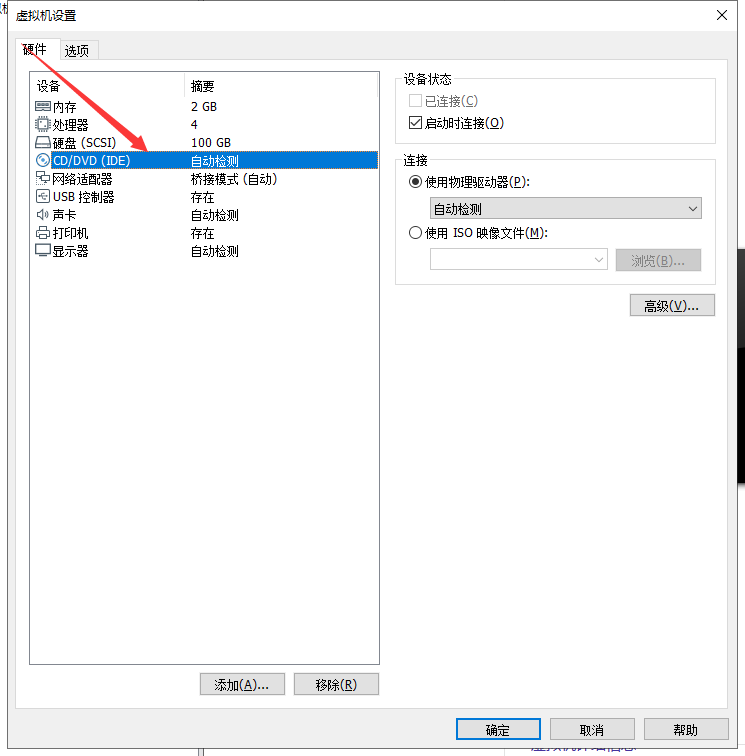 虚拟机设置
硬件 选项
设备 摘要
内存 2 GB
处理器 4
硬盘 (SCSI) 100 GB
CD/DVD (IDE) 自动检测
网络适配器 桥接模式 (自动)
USB 控制器 存在
声卡 自动检测
打印机 存在
显示器 自动检测
添加(A)... 移除(R)
设备状态
已连接(C)
启动时连接(O)
连接
使用物理驱动器(P):
自动检测
使用 ISO 映像文件(M):
浏览(B)...
高级(V)...
确定 取消 帮助